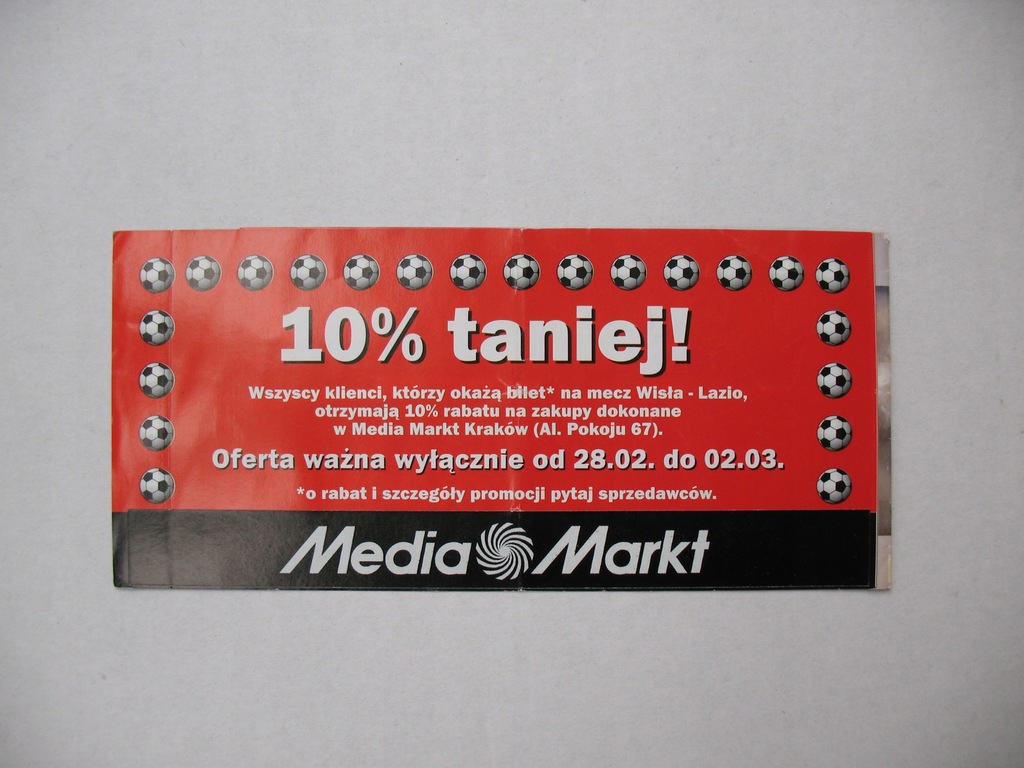 10% taniej!
Wszyscy klienci, którzy okażą bilet* na mecz Wisła - Lazio,
otrzymają 10% rabatu na zakupy dokonane
w Media Markt Kraków (Al. Pokoju 67).
Oferta ważna wyłącznie od 28.02. do 02.03.
*o rabat i szczegóły promocji pytaj sprzedawców.
Media Markt